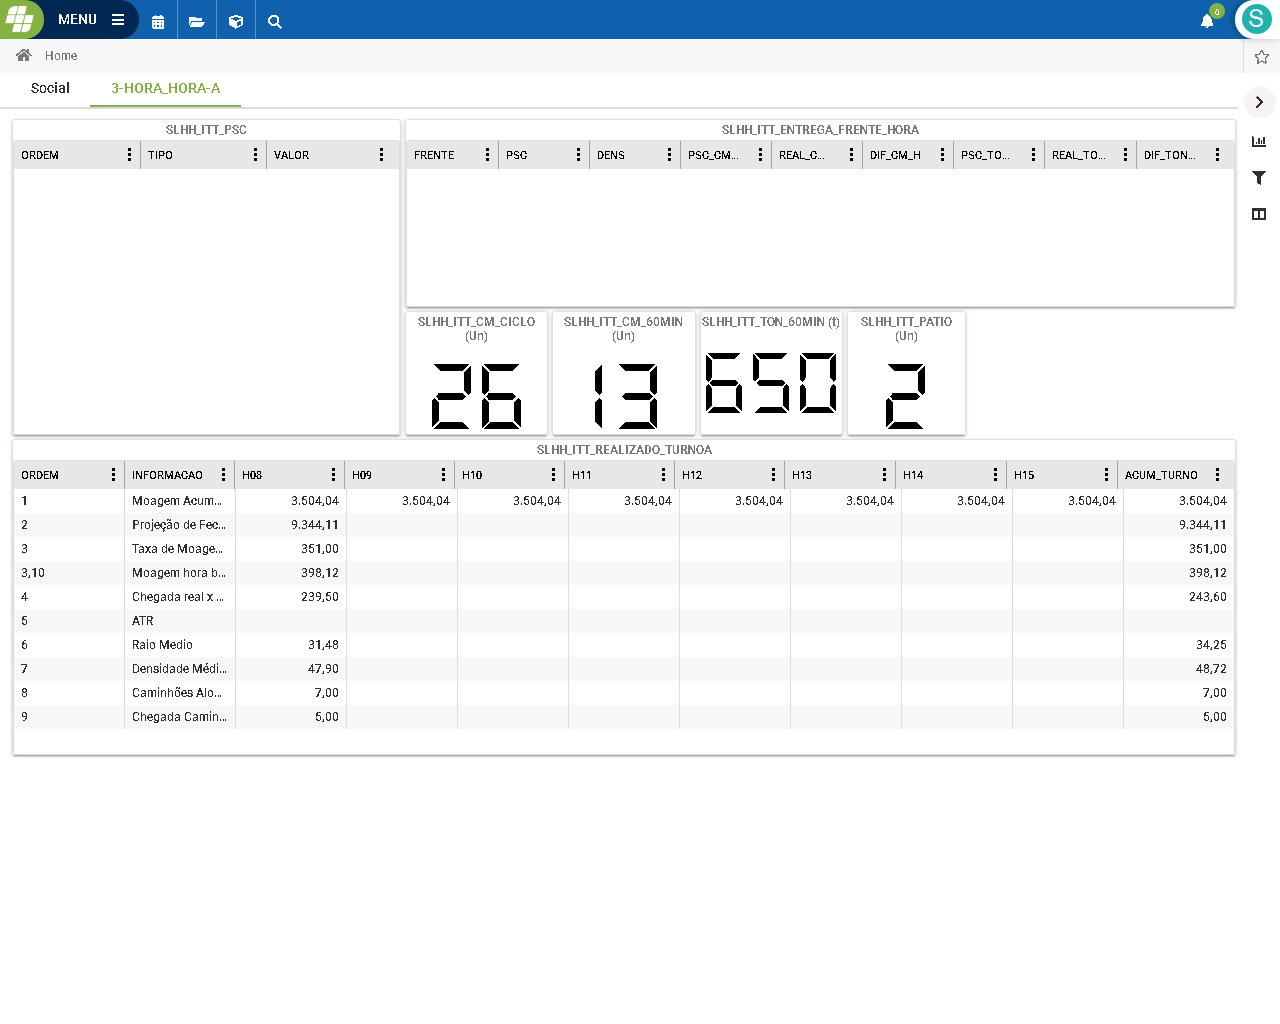 MENU
0
S
Home
Social 3-HORA_HORA-A
SLHH_ITT_PSC
ORDEM TIPO VALOR
SLHH_ITT_ENTREGA_FRENTE_HORA
FRENTE PSC DENS PSC_CM... REAL_C... DIF_CM_H PSC_TO... REAL_TO... DIF_TON...
SLHH_ITT_CM_CICLO
(Un)
26
SLHH_ITT_CM_60MIN
(Un)
13
SLHH_ITT_TON_60MIN (t)
650
SLHH_ITT_PATIO
(Un)
2
SLHH_ITT_REALIZADO_TURNOA
ORDEM INFORMACAO H08 H09 H10 H11 H12 H13 H14 H15 ACUM_TURNO
1 Moagem Acum... 3.504,04 3.504,04 3.504,04 3.504,04 3.504,04 3.504,04 3.504,04 3.504,04 3.504,04
2 Projeção de Fec... 9.344,11 9.344,11
3 Taxa de Moage... 351,00 351,00
3,10 Moagem hora b... 398,12 398,12
4 Chegada real x ... 239,50 243,60
5 ATR
6 Raio Medio 31,48 34,25
7 Densidade Médi... 47,90 48,72
8 Caminhões Alo... 7,00 7,00
9 Chegada Camin... 5,00 5,00